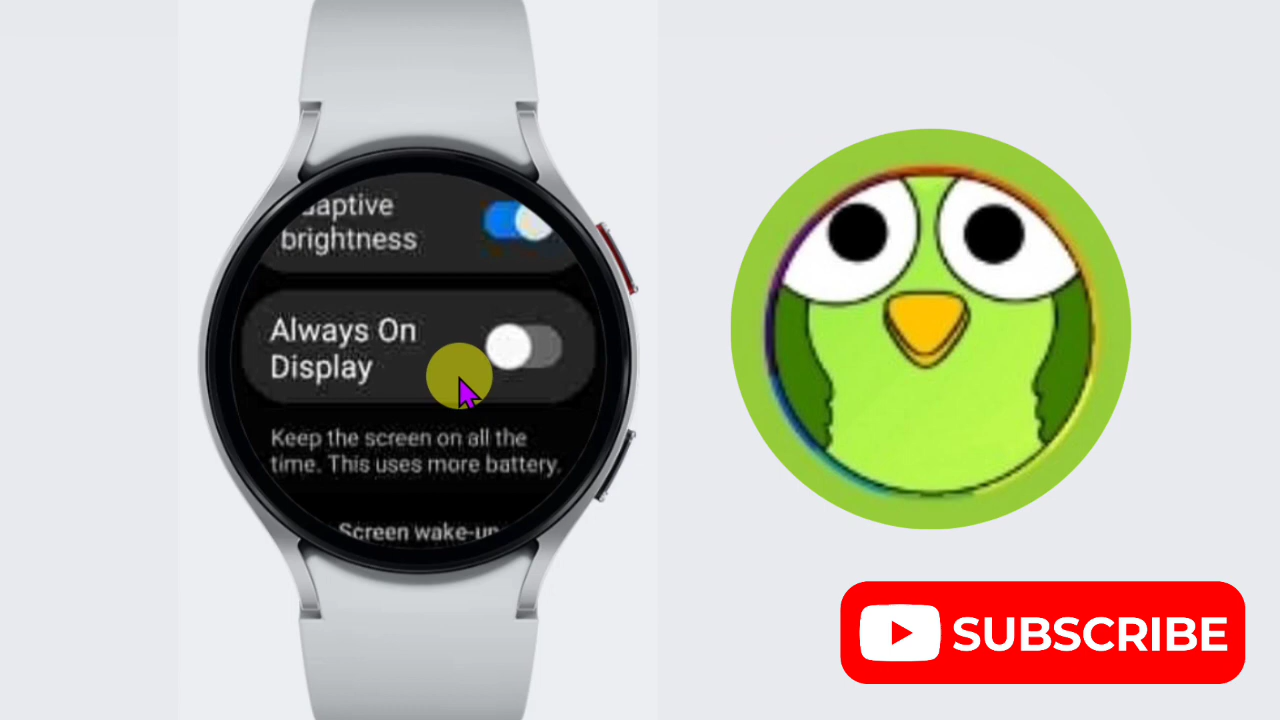 daptive
brightness
Always On
Display
Keep the screen on all the
time. This uses more battery.
Screen wake-up
SUBSCRIBE